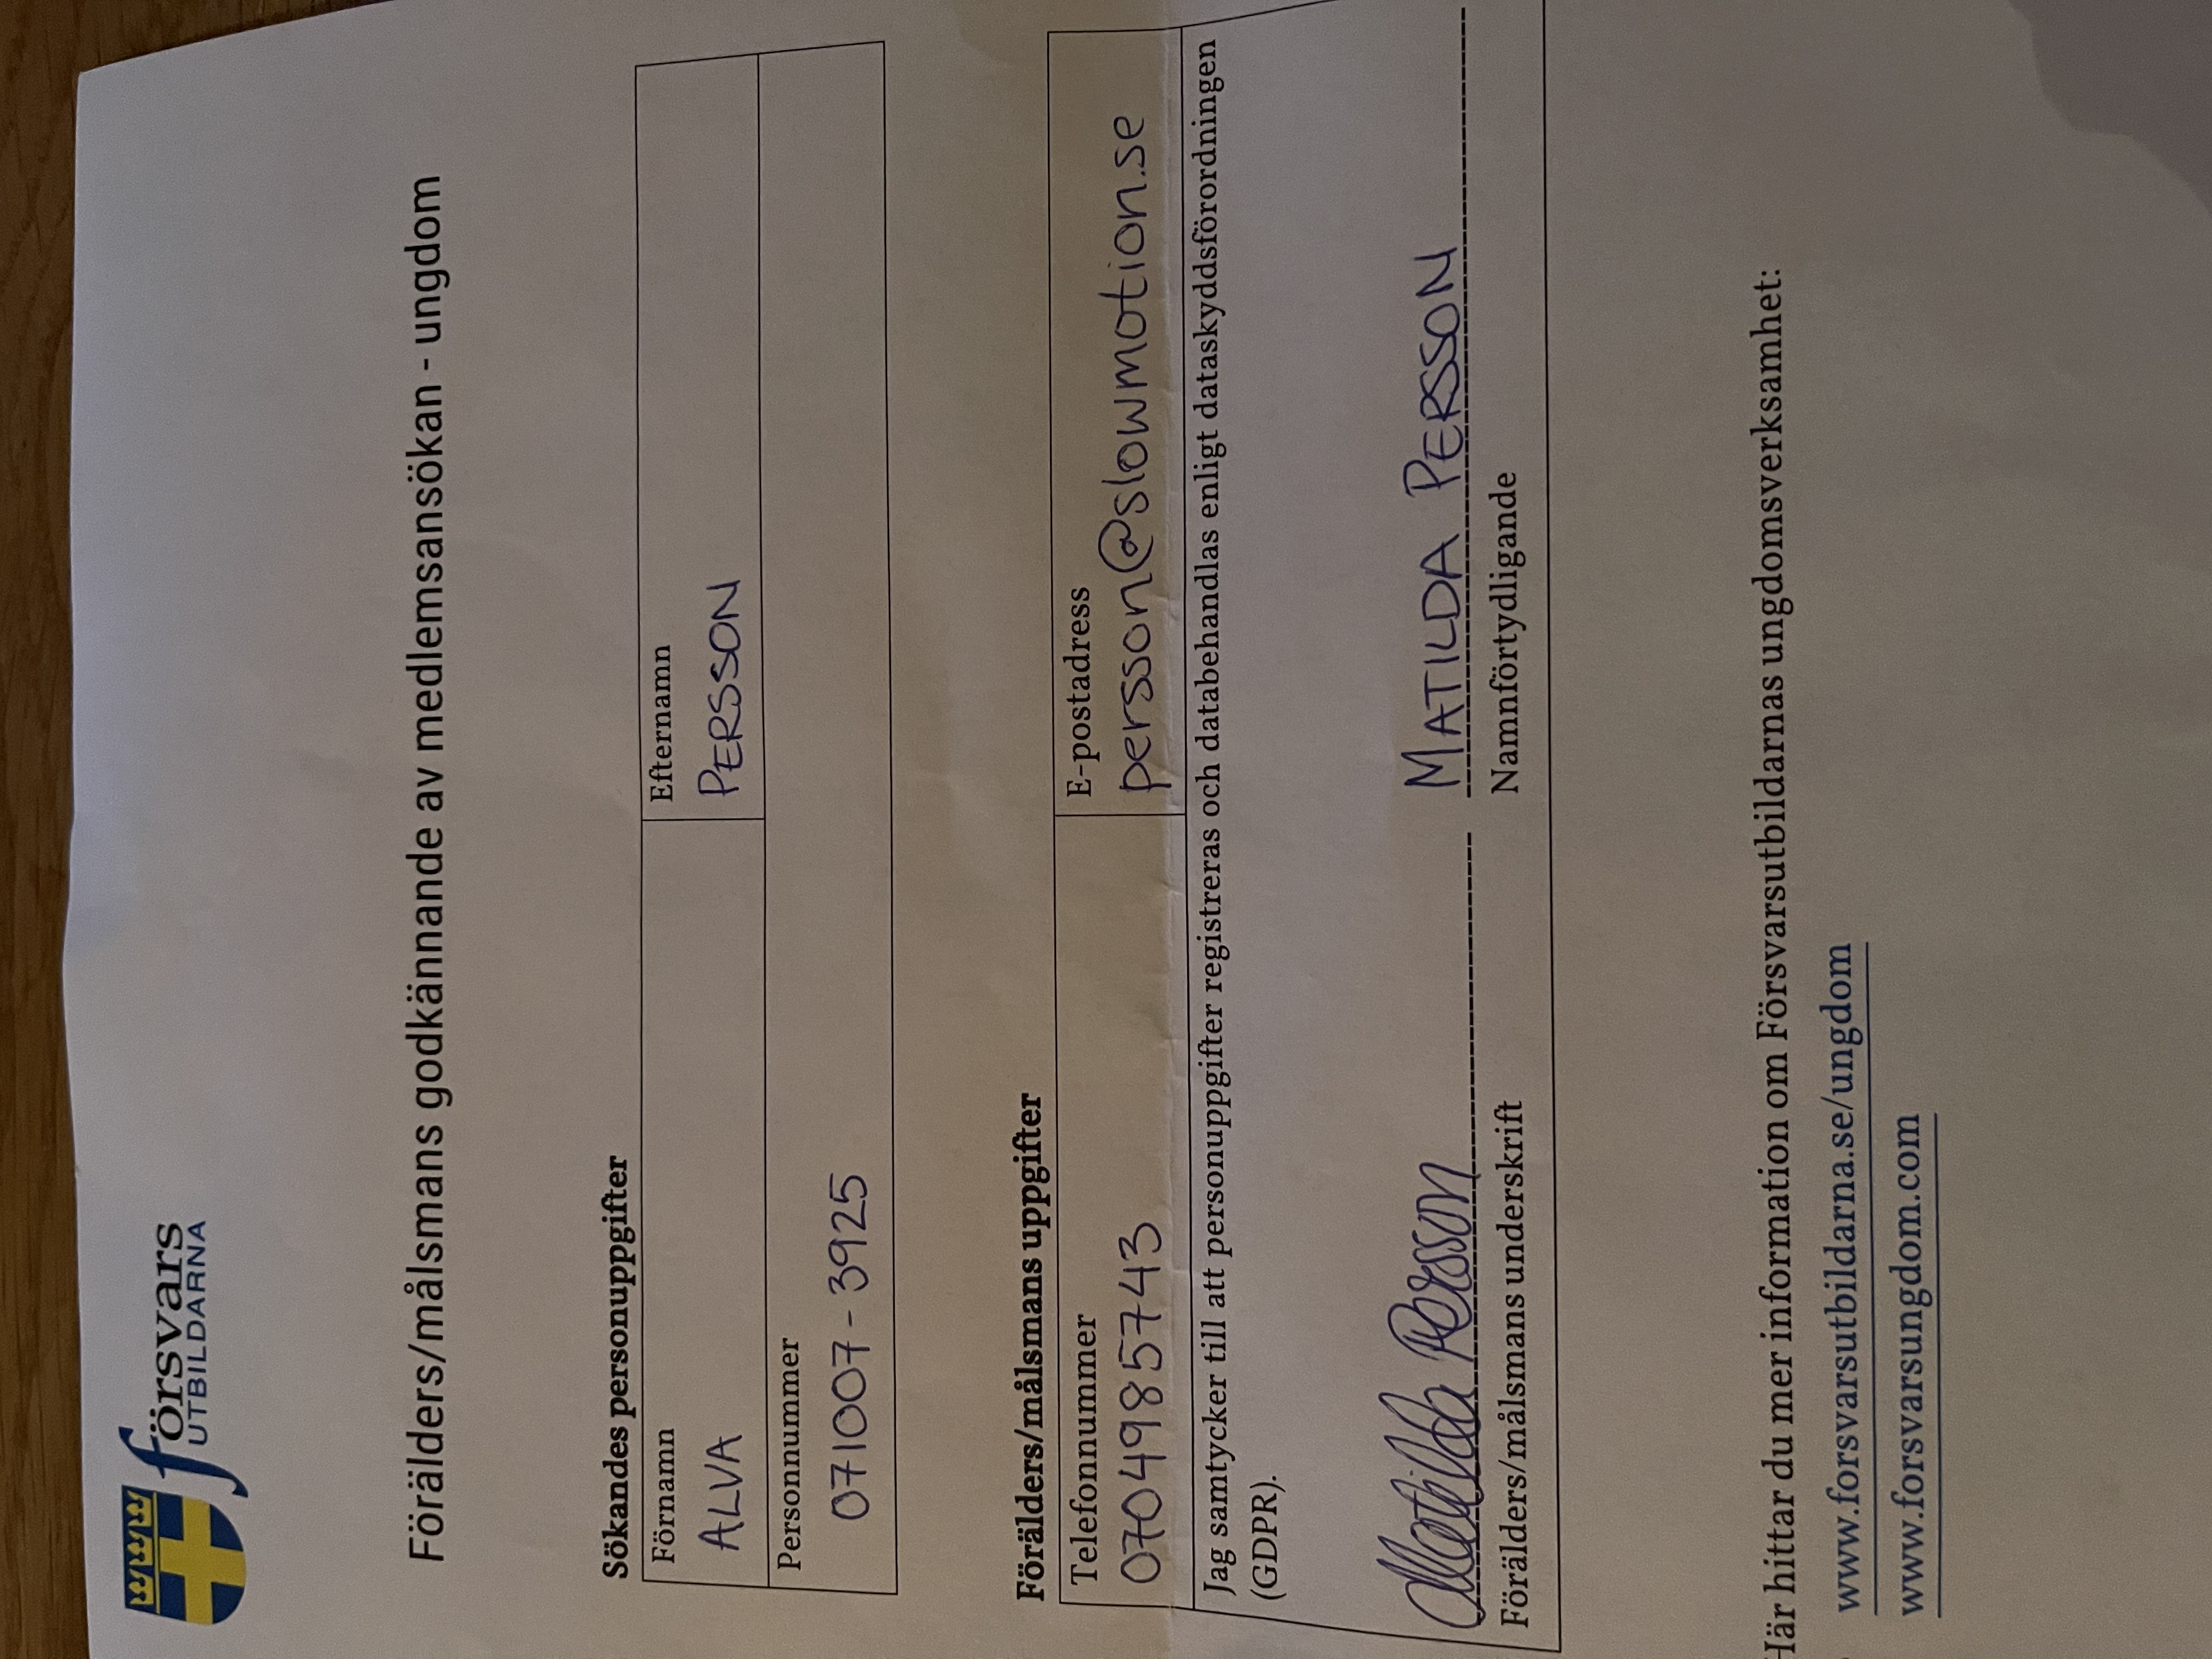 försvars
UTBILDARNA
Förälders/målsmans godkännande av medlemsansökan - ungdom
Sökandes personuppgifter
Förnamn
ALVA
Efternamn
PERSSON
Personnummer
071007-3925
Förälders/målsmans uppgifter
Telefonnummer
0704985743
E-postadress
persson@slowmotion.se
Jag samtycker till att personuppgifter registreras och databehandlas enligt dataskyddsförordningen
(GDPR).
Matilda Persson
Förälders/målsmans underskrift
MATILDA PERSSON
Namnförtydligande
Här hittar du mer information om Försvarsutbildarnas ungdomsverksamhet:
www.forsvarsutbildarna.se/ungdom
www.forsvarsungdom.com